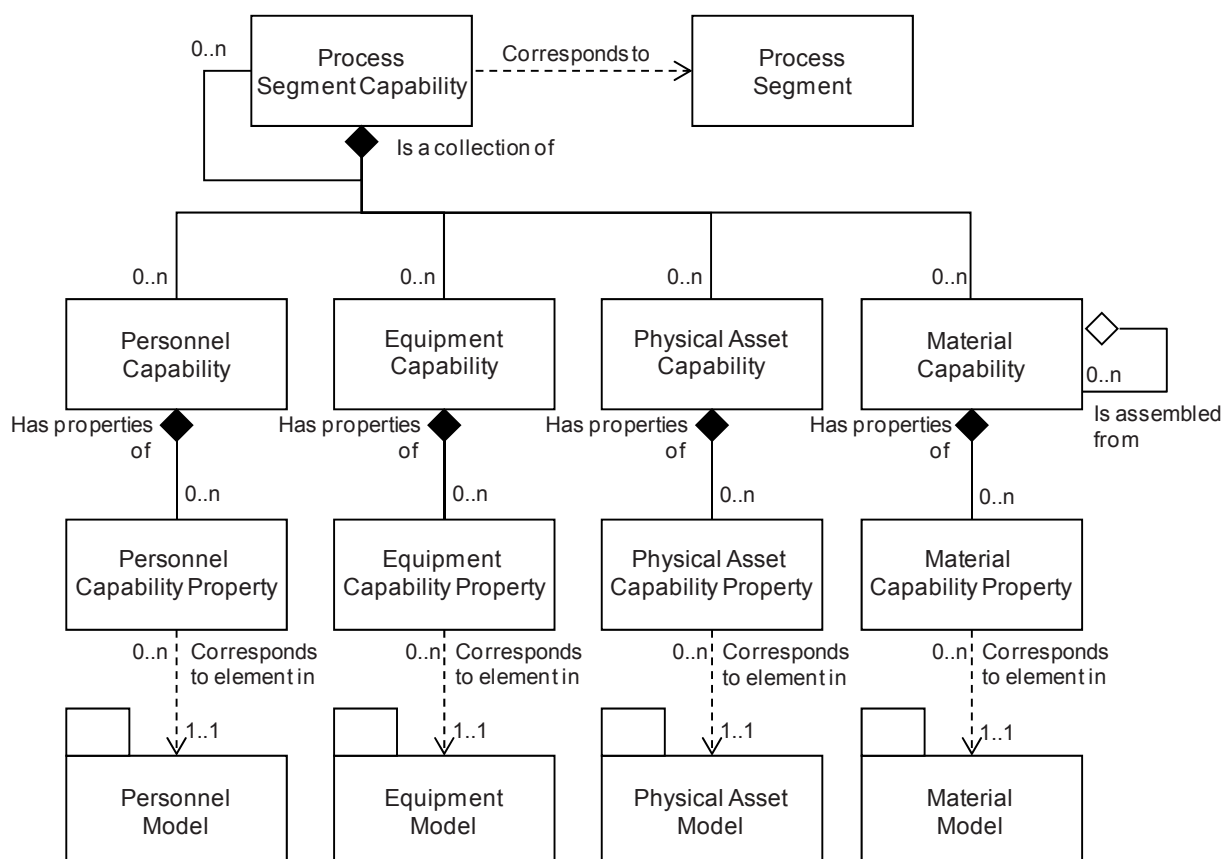 0..n
Process
Segment Capability
Corresponds to
Process
Segment
Is a collection of
0..n
0..n
0..n
0..n
Personnel
Capability
Equipment
Capability
Physical Asset
Capability
Material
Capability
0..n
Is assembled
from
Has properties
of
Has properties
of
Has properties
of
Has properties
of
0..n
0..n
0..n
0..n
Personnel
Capability Property
Equipment
Capability Property
Physical Asset
Capability Property
Material
Capability Property
0..n
Corresponds
to element in
0..n
Corresponds
to element in
0..n
Corresponds
to element in
0..n
Corresponds
to element in
1..1
1..1
1..1
1..1
Personnel
Model
Equipment
Model
Physical Asset
Model
Material
Model